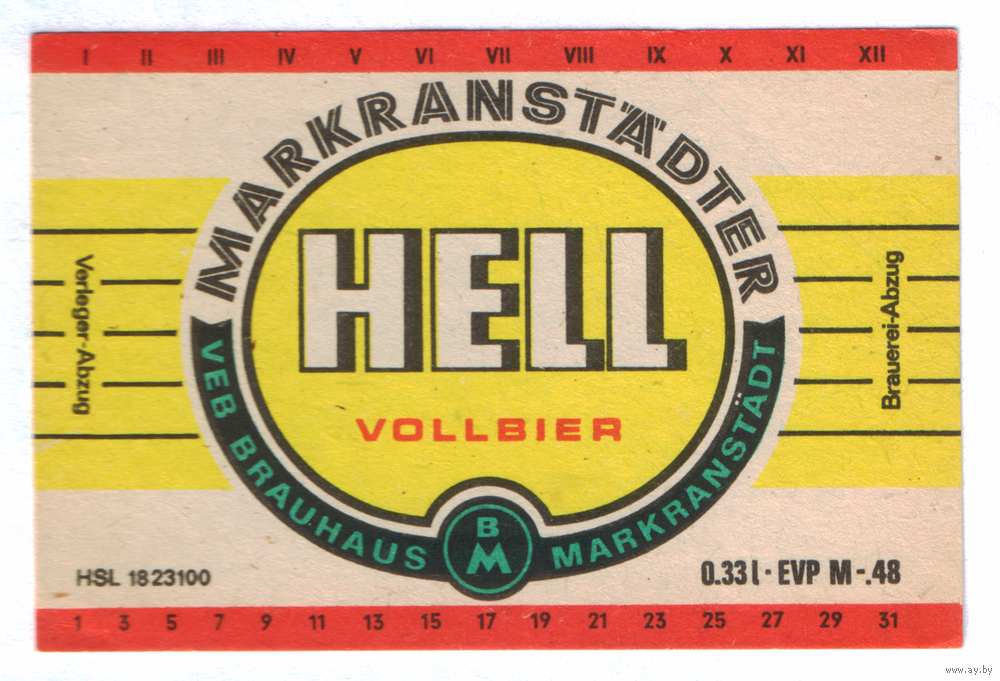 I II III IV V VI VII VIII IX X XI XII
MARKRANSTÄDTER
HELL
VOLLBIER
Verleger-Abzug
Brauerei-Abzug
VEB BRAUHAUS MARKRANSTÄDT
B
M
HSL 1823100
0.33 l · EVP M -.48
1 3 5 7 9 11 13 15 17 19 21 23 25 27 29 31
www.ay.by